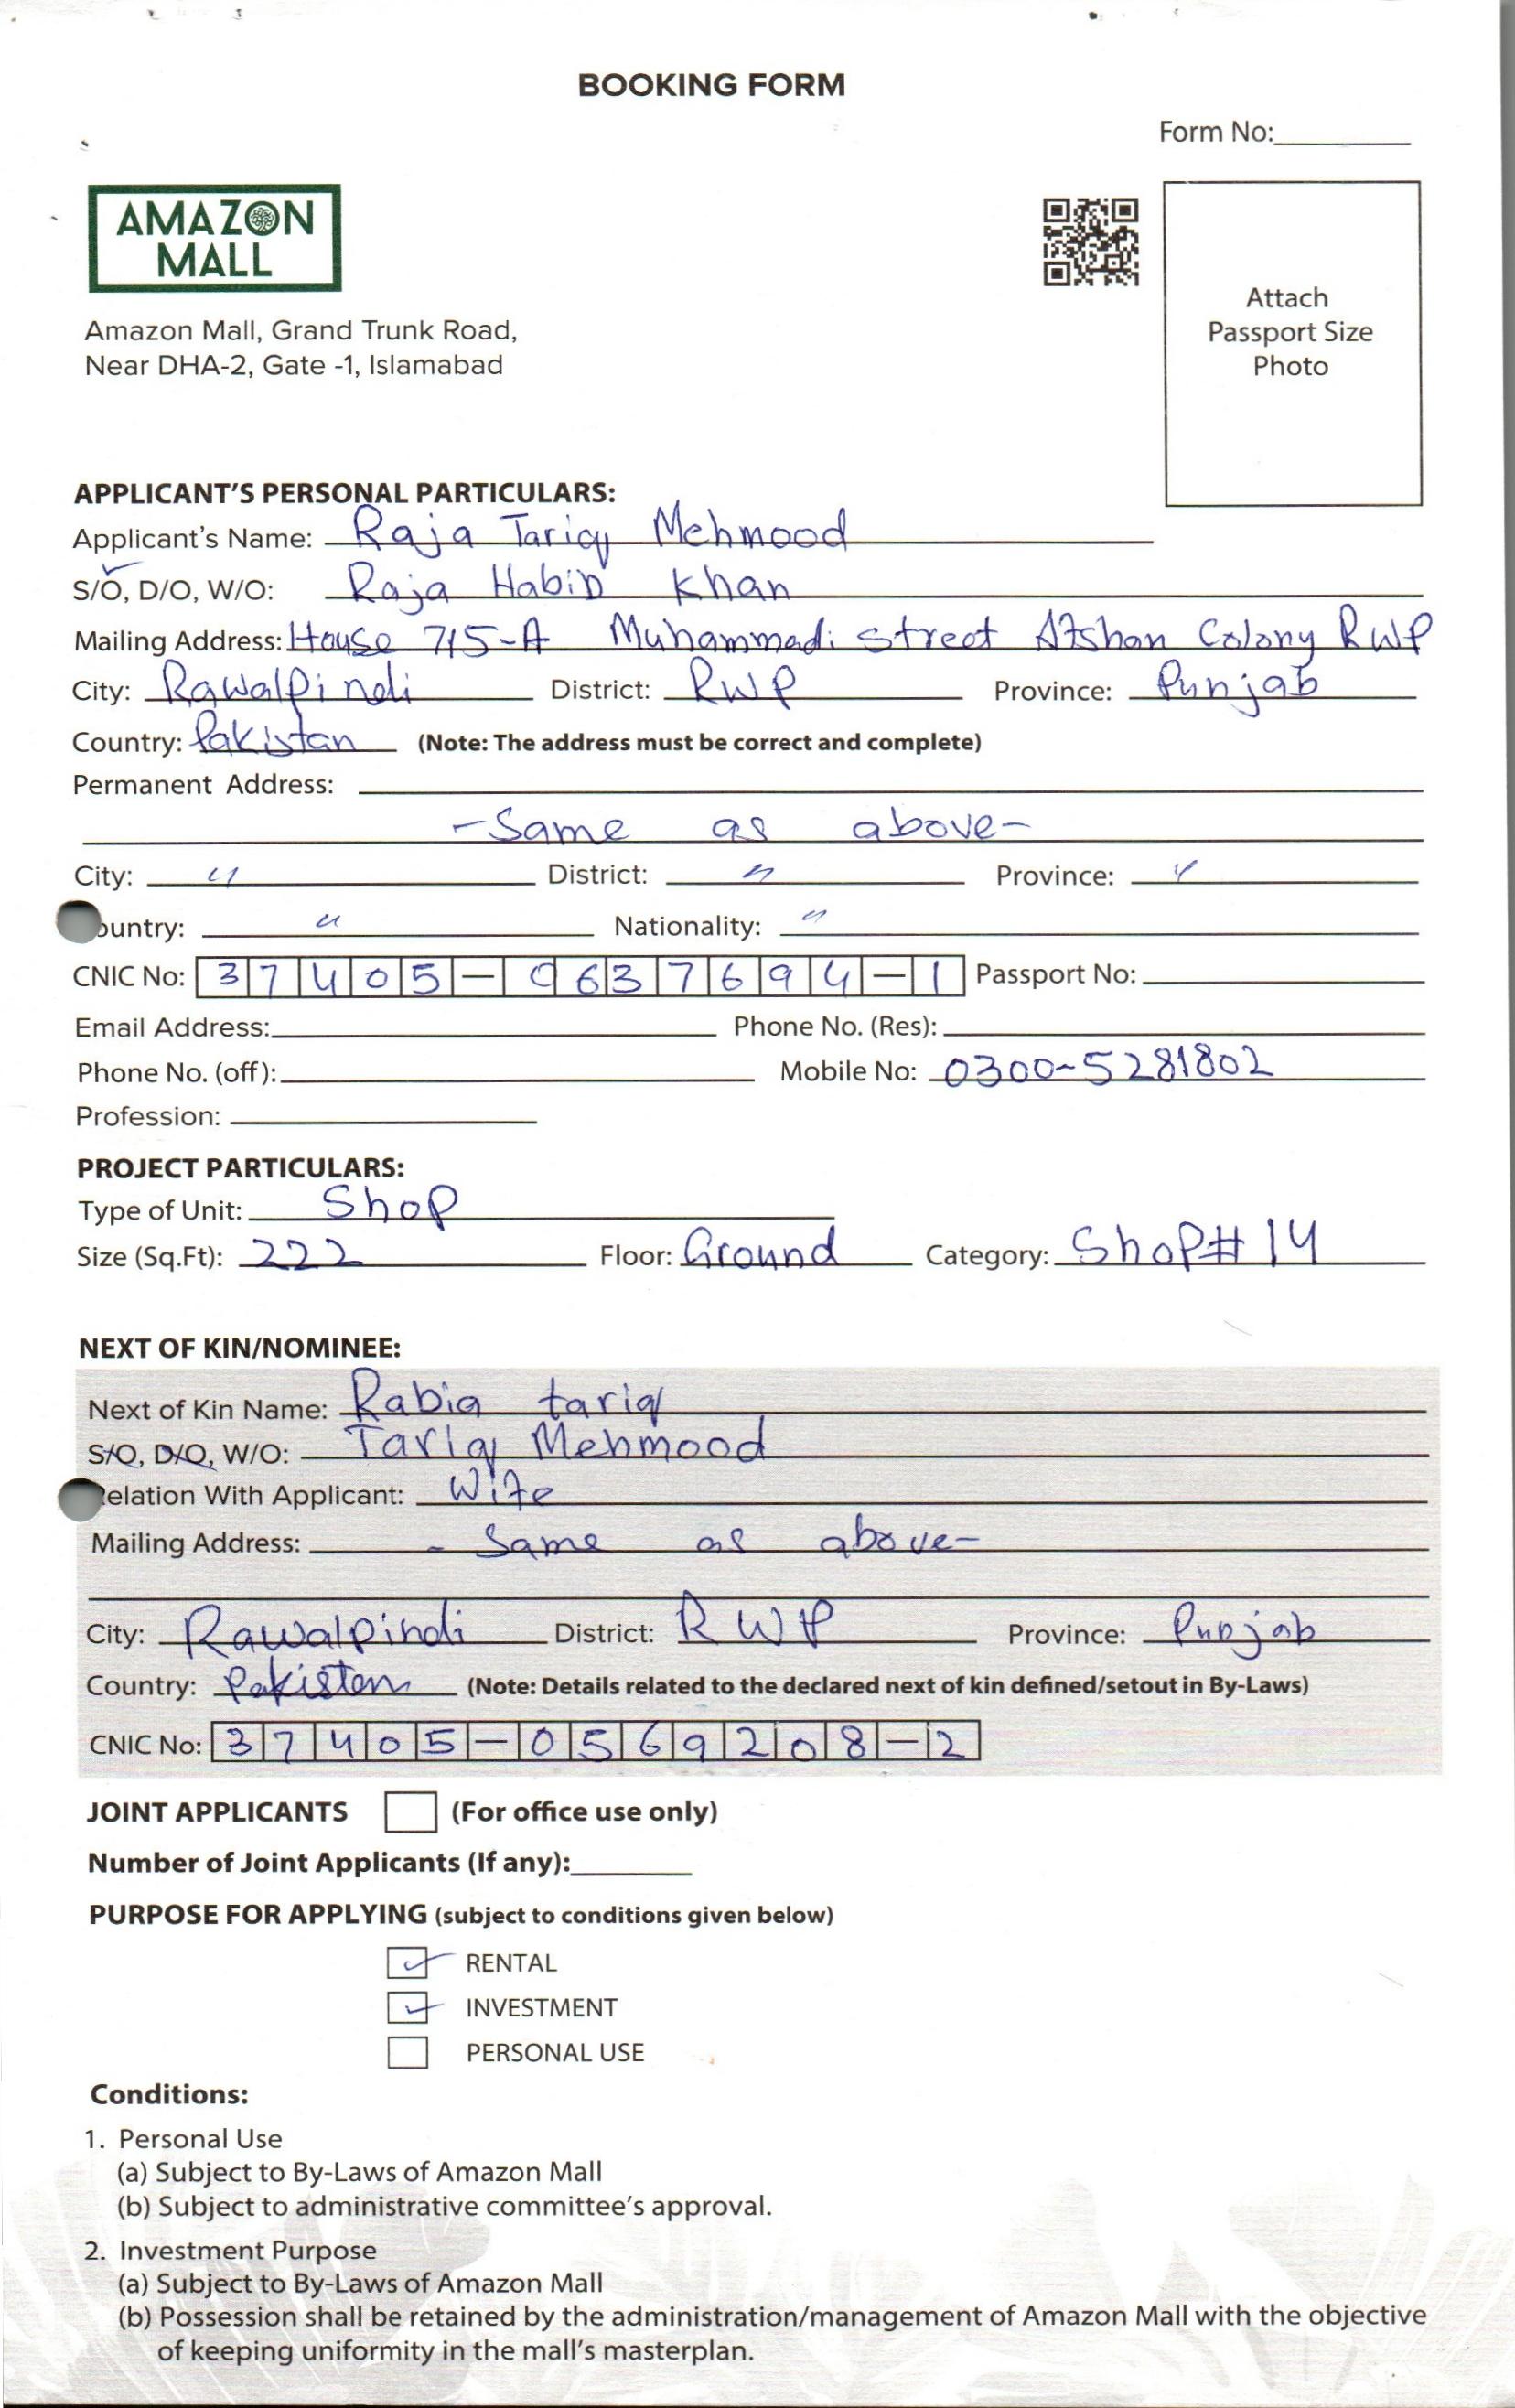 BOOKING FORM
Form No:
AMAZON
MALL
Attach
Passport Size
Photo
Amazon Mall, Grand Trunk Road,
Near DHA-2, Gate -1, Islamabad
APPLICANT'S PERSONAL PARTICULARS:
Applicant's Name: Raja Tariq Mehmood
S/O, D/O, W/O: Raja Habib Khan
Mailing Address: House 715-A Muhammadi Street Afshan Colony RWP
City: Rawalpindi District: RWP Province: Punjab
Country: Pakistan (Note: The address must be correct and complete)
Permanent Address:
-Same as above-
City: " District: " Province: "
Country: " Nationality: "
CNIC No: 37405-0637694-1 Passport No:
Email Address: Phone No. (Res):
Phone No. (off): Mobile No: 0300-5281802
Profession:
PROJECT PARTICULARS:
Type of Unit: Shop
Size (Sq.Ft): 222 Floor: Ground Category: Shop# 14
NEXT OF KIN/NOMINEE:
Next of Kin Name: Rabia tariq
S/O, D/O, W/O: Tariq Mehmood
Relation With Applicant: Wife
Mailing Address: - Same as above-
City: Rawalpindi District: RWP Province: Punjab
Country: Pakistan (Note: Details related to the declared next of kin defined/setout in By-Laws)
CNIC No: 37405-0569208-2
JOINT APPLICANTS (For office use only)
Number of Joint Applicants (If any):
PURPOSE FOR APPLYING (subject to conditions given below)
RENTAL
INVESTMENT
PERSONAL USE
Conditions:
1. Personal Use
(a) Subject to By-Laws of Amazon Mall
(b) Subject to administrative committee's approval.
2. Investment Purpose
(a) Subject to By-Laws of Amazon Mall
(b) Possession shall be retained by the administration/management of Amazon Mall with the objective
of keeping uniformity in the mall's masterplan.